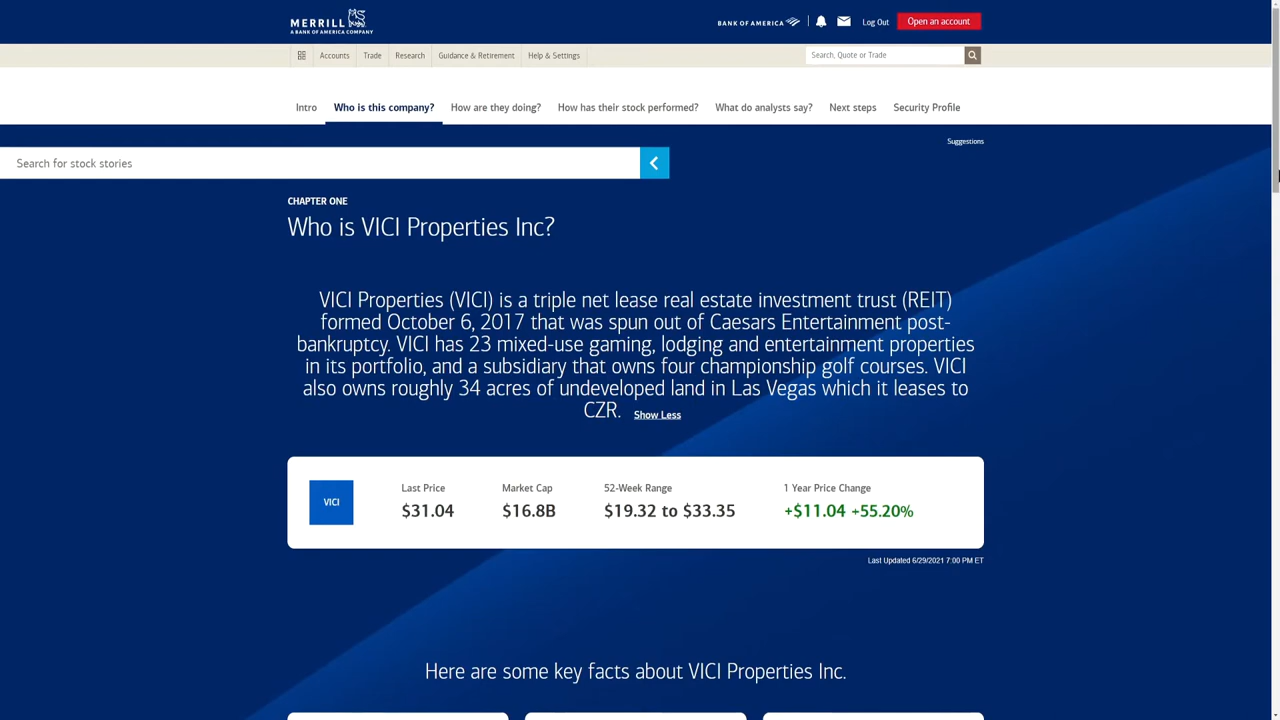 MERRILL
A BANK OF AMERICA COMPANY
BANK OF AMERICA
Log Out
Open an account
Accounts
Trade
Research
Guidance & Retirement
Help & Settings
Search, Quote or Trade
Intro
Who is this company?
How are they doing?
How has their stock performed?
What do analysts say?
Next steps
Security Profile
Suggestions
Search for stock stories
CHAPTER ONE
Who is VICI Properties Inc?
VICI Properties (VICI) is a triple net lease real estate investment trust (REIT)
formed October 6, 2017 that was spun out of Caesars Entertainment post-
bankruptcy. VICI has 23 mixed-use gaming, lodging and entertainment properties
in its portfolio, and a subsidiary that owns four championship golf courses. VICI
also owns roughly 34 acres of undeveloped land in Las Vegas which it leases to
CZR. Show Less
VICI
Last Price
$31.04
Market Cap
$16.8B
52-Week Range
$19.32 to $33.35
1 Year Price Change
+$11.04 +55.20%
Last Updated 6/29/2021 7:00 PM ET
Here are some key facts about VICI Properties Inc.